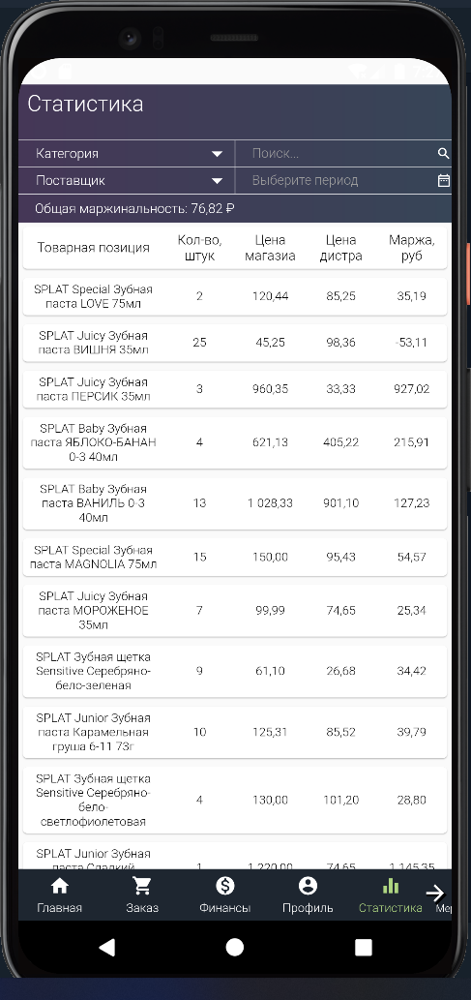 Статистика
Категория
Поиск...
Поставщик
Выберите период
Общая маржинальность: 76,82 ₽
Товарная позиция
Кол-во,
штук
Цена
магазиа
Цена
дистра
Маржа,
руб
SPLAT Special Зубная
паста LOVE 75мл
2
120,44
85,25
35,19
SPLAT Juicy Зубная
паста ВИШНЯ 35мл
25
45,25
98,36
-53,11
SPLAT Juicy Зубная
паста ПЕРСИК 35мл
3
960,35
33,33
927,02
SPLAT Baby Зубная
паста ЯБЛОКО-БАНАН
0-3 40мл
4
621,13
405,22
215,91
SPLAT Baby Зубная
паста ВАНИЛЬ 0-3
40мл
13
1 028,33
901,10
127,23
SPLAT Special Зубная
паста MAGNOLIA 75мл
15
150,00
95,43
54,57
SPLAT Juicy Зубная
паста МОРОЖЕНОЕ
35мл
7
99,99
74,65
25,34
SPLAT Зубная щетка
Sensitive Серебряно-
бело-зеленая
9
61,10
26,68
34,42
SPLAT Junior Зубная
паста Карамельная
груша 6-11 73г
10
125,31
85,52
39,79
SPLAT Зубная щетка
Sensitive Серебряно-
бело-
светлофиолетовая
4
130,00
101,20
28,80
SPLAT Junior Зубная
паста Сладкий
1
1 220,00
74,65
1 145,35
Главная
Заказ
Финансы
Профиль
Статистика
Мер